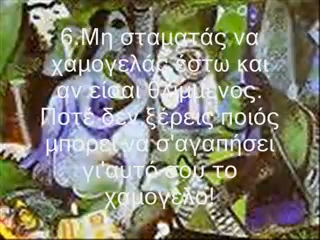 6.Μη σταματάς να
χαμογελάς έστω και
αν είσαι θλιμμένος.
Ποτέ δεν ξέρεις ποιός
μπορεί να σ'αγαπήσει
γι'αυτό σου το
χαμόγελο!